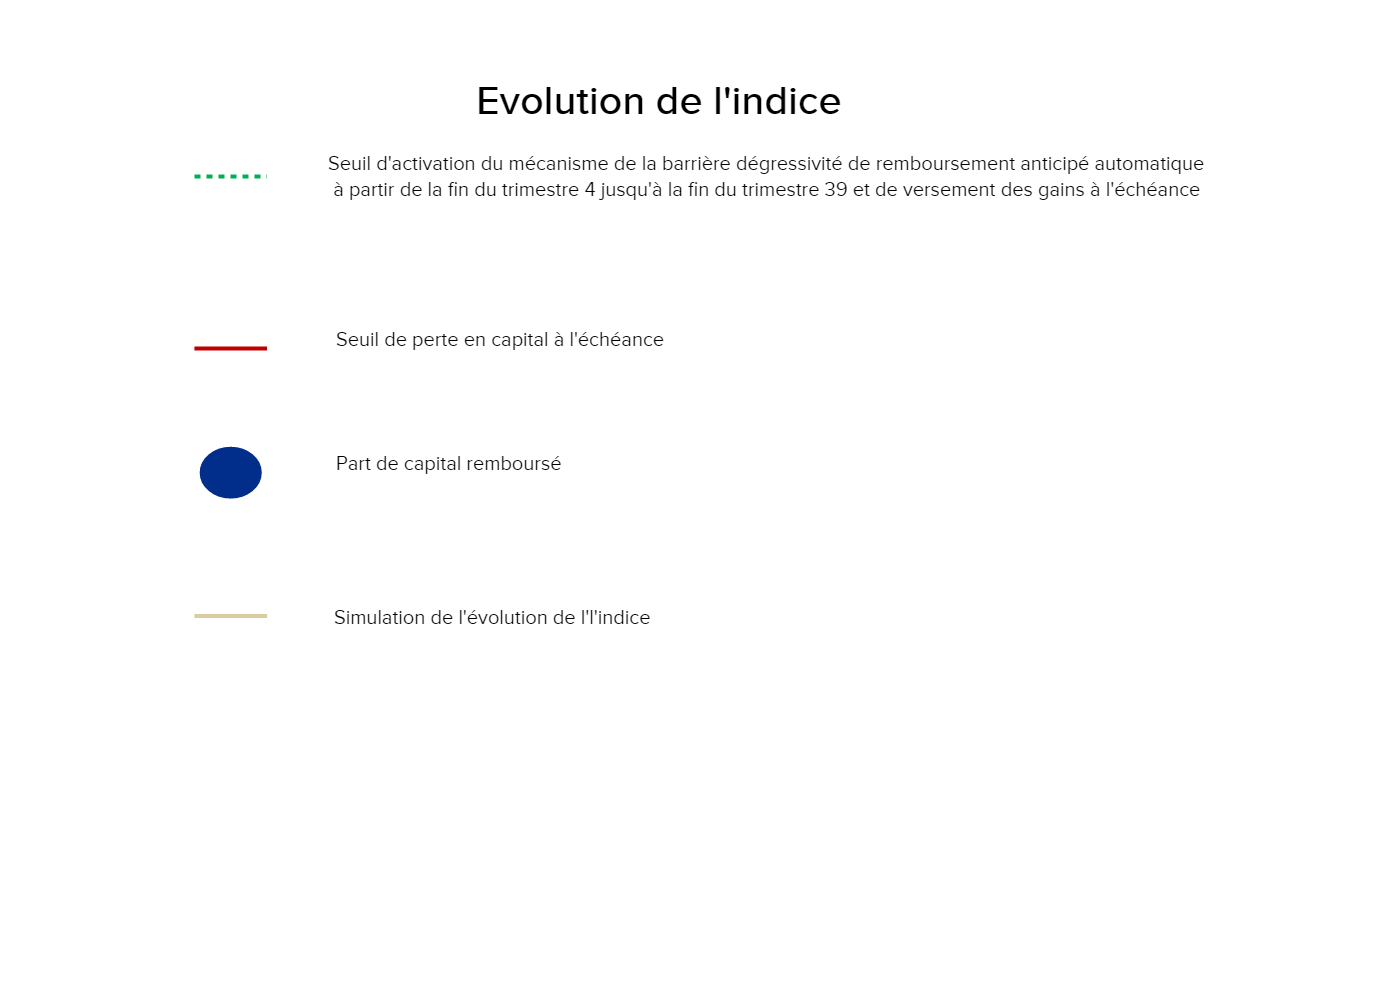 Evolution de l'indice
Seuil d'activation du mécanisme de la barrière dégressivité de remboursement anticipé automatique
à partir de la fin du trimestre 4 jusqu'à la fin du trimestre 39 et de versement des gains à l'échéance
Seuil de perte en capital à l'échéance
Part de capital remboursé
Simulation de l'évolution de l'l'indice